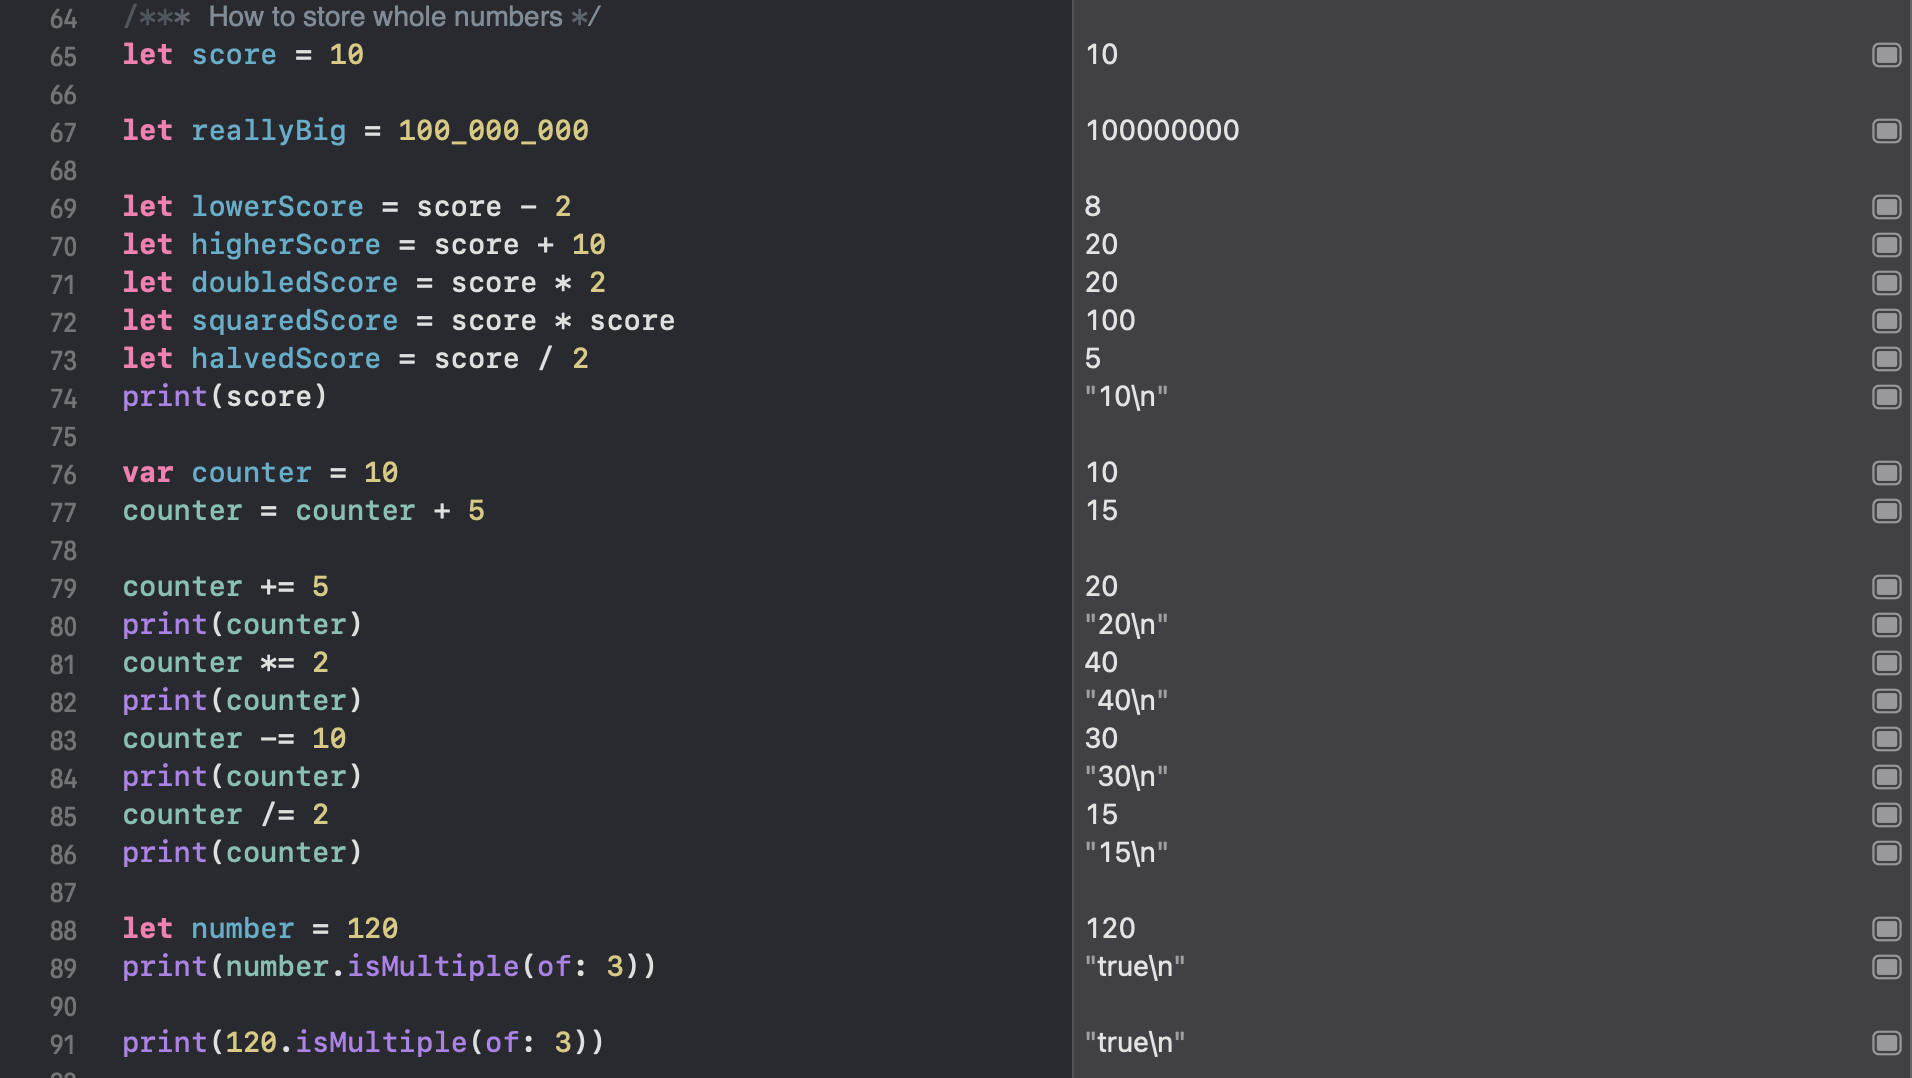 64 /*** How to store whole numbers */
65 let score = 10 10
66
67 let reallyBig = 100_000_000 100000000
68
69 let lowerScore = score - 2 8
70 let higherScore = score + 10 20
71 let doubledScore = score * 2 20
72 let squaredScore = score * score 100
73 let halvedScore = score / 2 5
74 print(score) "10\n"
75
76 var counter = 10 10
77 counter = counter + 5 15
78
79 counter += 5 20
80 print(counter) "20\n"
81 counter *= 2 40
82 print(counter) "40\n"
83 counter -= 10 30
84 print(counter) "30\n"
85 counter /= 2 15
86 print(counter) "15\n"
87
88 let number = 120 120
89 print(number.isMultiple(of: 3)) "true\n"
90
91 print(120.isMultiple(of: 3)) "true\n"